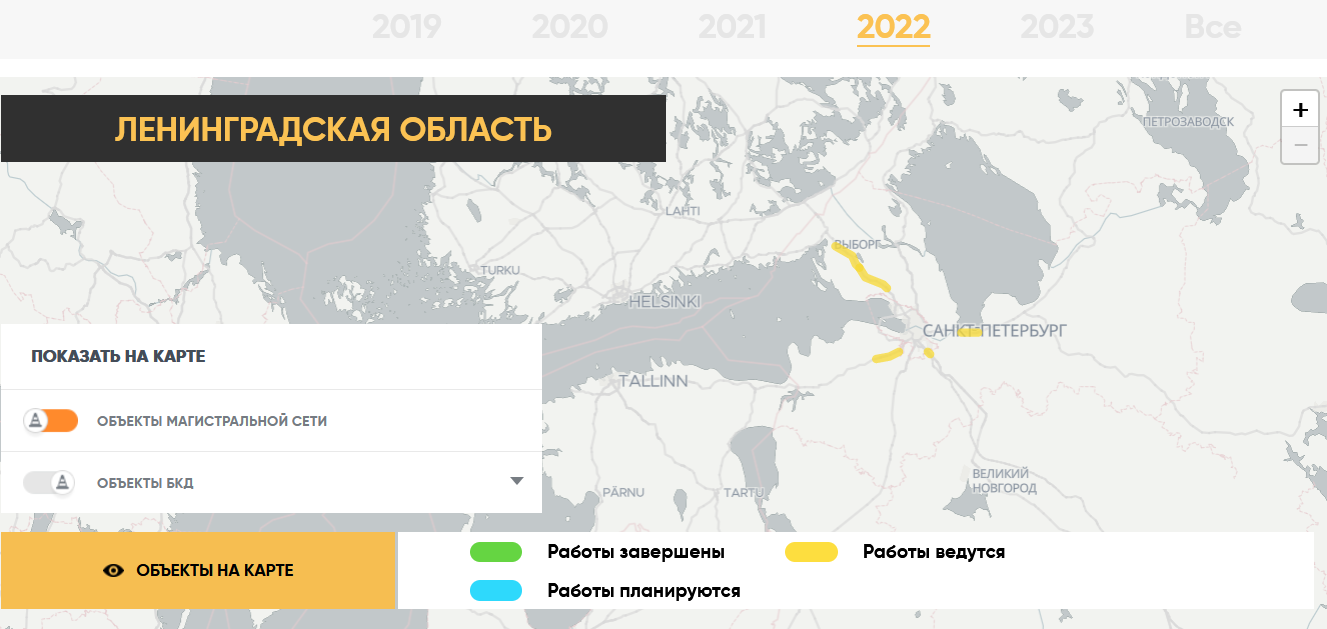 2019 2020 2021 2022 2023 Все
ЛЕНИНГРАДСКАЯ ОБЛАСТЬ
+
−
ПЕТРОЗАВОДСК
LAHTI
ВЫБОРГ
TURKU
HELSINKI
САНКТ-ПЕТЕРБУРГ
ПОКАЗАТЬ НА КАРТЕ
TALLINN
ОБЪЕКТЫ МАГИСТРАЛЬНОЙ СЕТИ
ВЕЛИКИЙ
НОВГОРОД
ОБЪЕКТЫ БКД
PÄRNU
TARTU
ОБЪЕКТЫ НА КАРТЕ
Работы завершены
Работы ведутся
Работы планируются